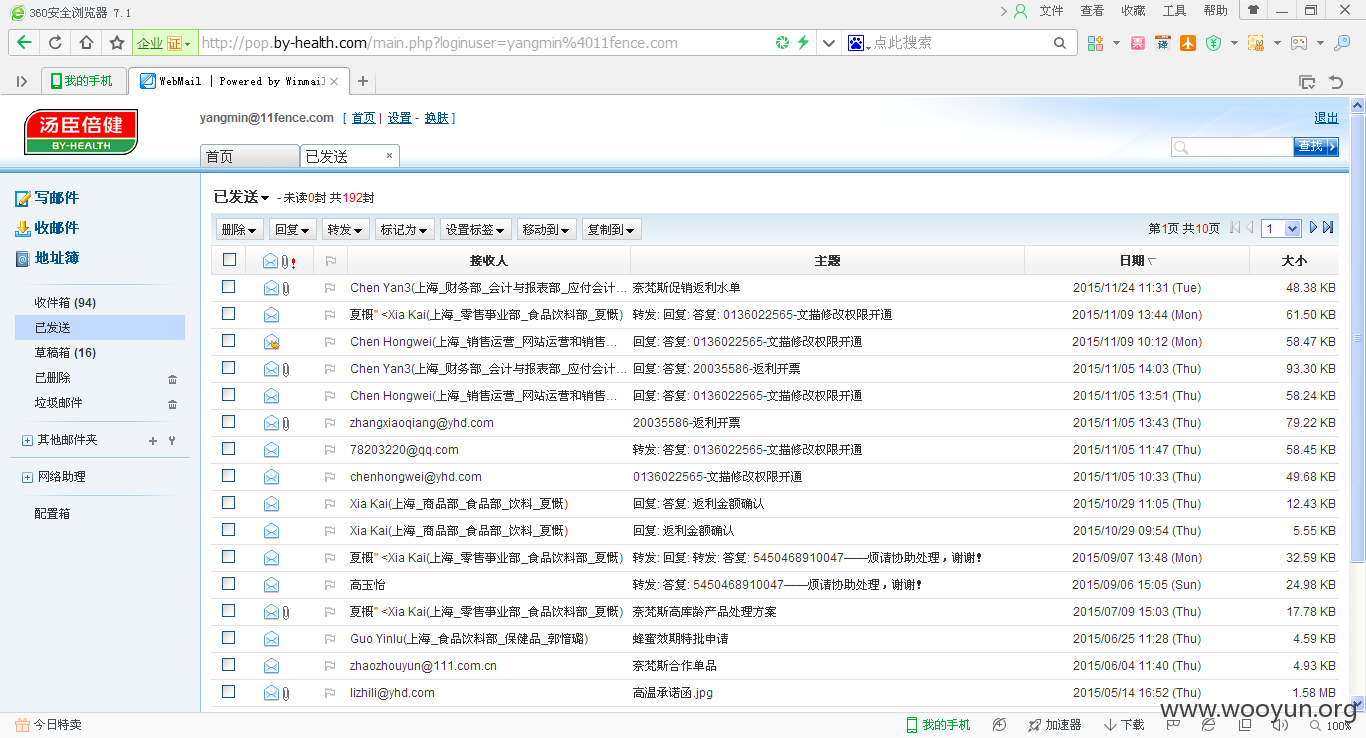 360安全浏览器 7.1
文件 查看 收藏 工具 帮助
企业 证 http://pop.by-health.com/main.php?loginuser=yangmin%4011fence.com 点此搜索
我的手机 WebMail | Powered by Winmail
汤臣倍健
BY-HEALTH
yangmin@11fence.com [ 首页 | 设置 - 换肤 ] 退出
首页 已发送 × 查找
写邮件
收邮件
地址簿
收件箱 (94)
已发送
草稿箱 (16)
已删除
垃圾邮件
其他邮件夹
网络助理
配置箱
已发送 - 未读0封 共192封
删除 回复 转发 标记为 设置标签 移动到 复制到 第1页 共10页 1
接收人 主题 日期 大小
Chen Yan3(上海_财务部_会计与报表部_应付会计... 奈梵斯促销返利水单 2015/11/24 11:31 (Tue) 48.38 KB
夏概" <Xia Kai(上海_零售事业部_食品饮料部_夏慨) 转发: 回复: 答复: 0136022565-文描修改权限开通 2015/11/09 13:44 (Mon) 61.50 KB
Chen Hongwei(上海_销售运营_网站运营和销售... 回复: 答复: 0136022565-文描修改权限开通 2015/11/09 10:12 (Mon) 58.47 KB
Chen Yan3(上海_财务部_会计与报表部_应付会计... 回复: 答复: 20035586-返利开票 2015/11/05 14:03 (Thu) 93.30 KB
Chen Hongwei(上海_销售运营_网站运营和销售... 回复: 答复: 0136022565-文描修改权限开通 2015/11/05 13:51 (Thu) 58.24 KB
zhangxiaoqiang@yhd.com 20035586-返利开票 2015/11/05 13:43 (Thu) 79.22 KB
78203220@qq.com 转发: 答复: 0136022565-文描修改权限开通 2015/11/05 11:47 (Thu) 58.45 KB
chenhongwei@yhd.com 0136022565-文描修改权限开通 2015/11/05 10:33 (Thu) 49.68 KB
Xia Kai(上海_商品部_食品部_饮料_夏慨) 回复: 答复: 返利金额确认 2015/10/29 11:05 (Thu) 12.43 KB
Xia Kai(上海_商品部_食品部_饮料_夏慨) 回复: 返利金额确认 2015/10/29 09:54 (Thu) 5.55 KB
夏概" <Xia Kai(上海_零售事业部_食品饮料部_夏慨) 转发: 回复: 转发: 答复: 5450468910047——烦请协助处理，谢谢! 2015/09/07 13:48 (Mon) 32.59 KB
高玉怡 转发: 答复: 5450468910047——烦请协助处理，谢谢! 2015/09/06 15:05 (Sun) 24.98 KB
夏概" <Xia Kai(上海_零售事业部_食品饮料部_夏慨) 奈梵斯高库龄产品处理方案 2015/07/09 15:03 (Thu) 17.78 KB
Guo Yinlu(上海_食品饮料部_保健品_郭愔璐) 蜂蜜效期特批申请 2015/06/25 11:28 (Thu) 4.59 KB
zhaozhouyun@111.com.cn 奈梵斯合作单品 2015/06/04 11:40 (Thu) 4.93 KB
lizhili@yhd.com 高温承诺函.jpg 2015/05/14 16:52 (Thu) 1.58 MB
www.wooyun.org
今日特卖 我的手机 加速器 下载 100%